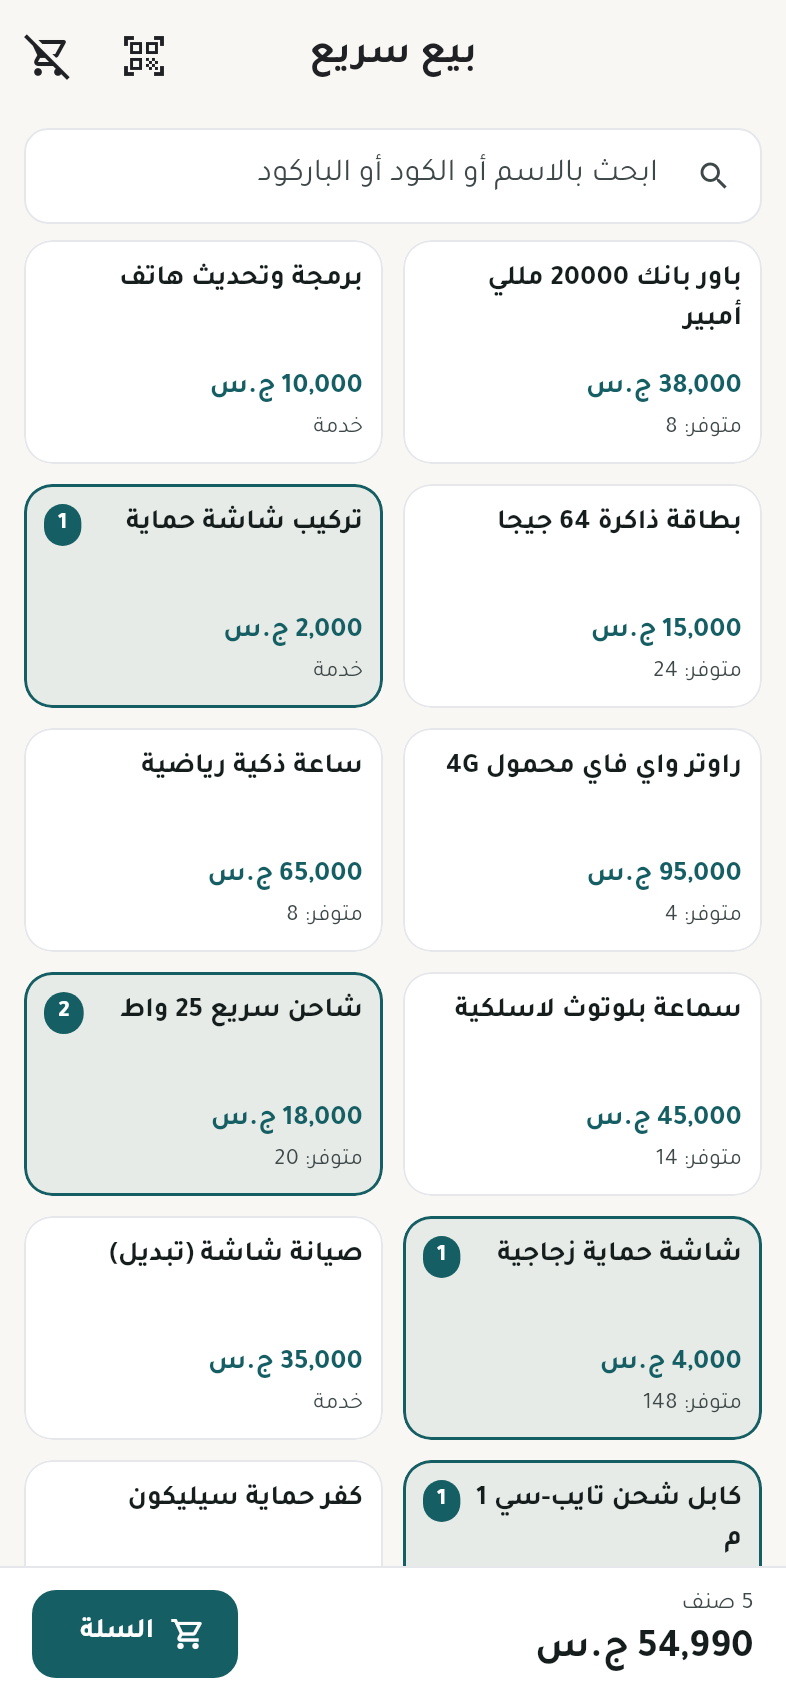 بيع سريع
ابحث بالاسم أو الكود أو الباركود
باور بانك 20000 مللي
أمبير
38,000 ج.س
متوفر: 8
برمجة وتحديث هاتف
10,000 ج.س
خدمة
بطاقة ذاكرة 64 جيجا
15,000 ج.س
متوفر: 24
تركيب شاشة حماية
1
2,000 ج.س
خدمة
راوتر واي فاي محمول 4G
95,000 ج.س
متوفر: 4
ساعة ذكية رياضية
65,000 ج.س
متوفر: 8
سماعة بلوتوث لاسلكية
45,000 ج.س
متوفر: 14
شاحن سريع 25 واط
2
18,000 ج.س
متوفر: 20
شاشة حماية زجاجية
1
4,000 ج.س
متوفر: 148
صيانة شاشة (تبديل)
35,000 ج.س
خدمة
كابل شحن تايب-سي 1
م
1
كفر حماية سيليكون
5 صنف
54,990 ج.س
السلة